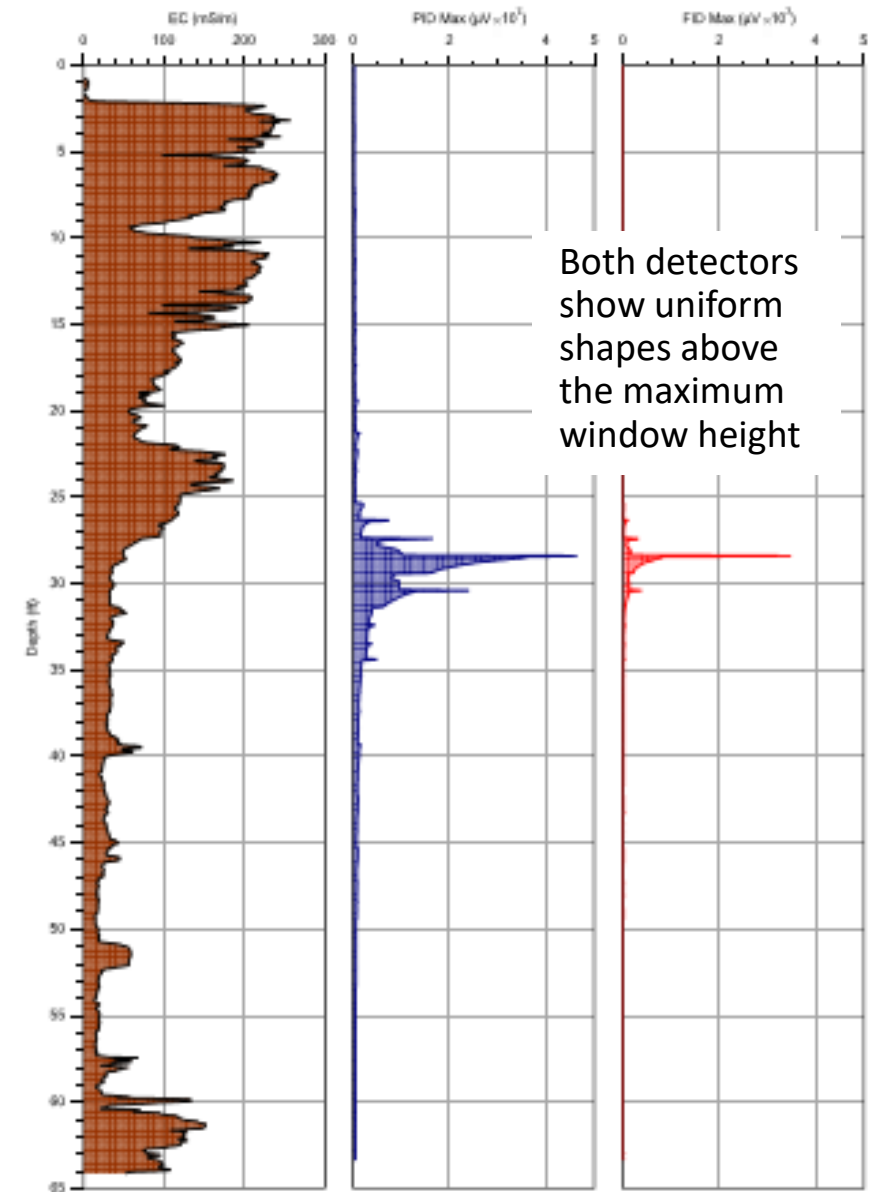 EC (mS/m)
PID Max (µV ×10⁷)
FID Max (µV ×10⁷)
0 100 200 300
0 2 4 5
0 2 4 5
0
5
10
15
20
25
30
35
40
45
50
55
60
65
Depth (ft)
Both detectors
show uniform
shapes above
the maximum
window height